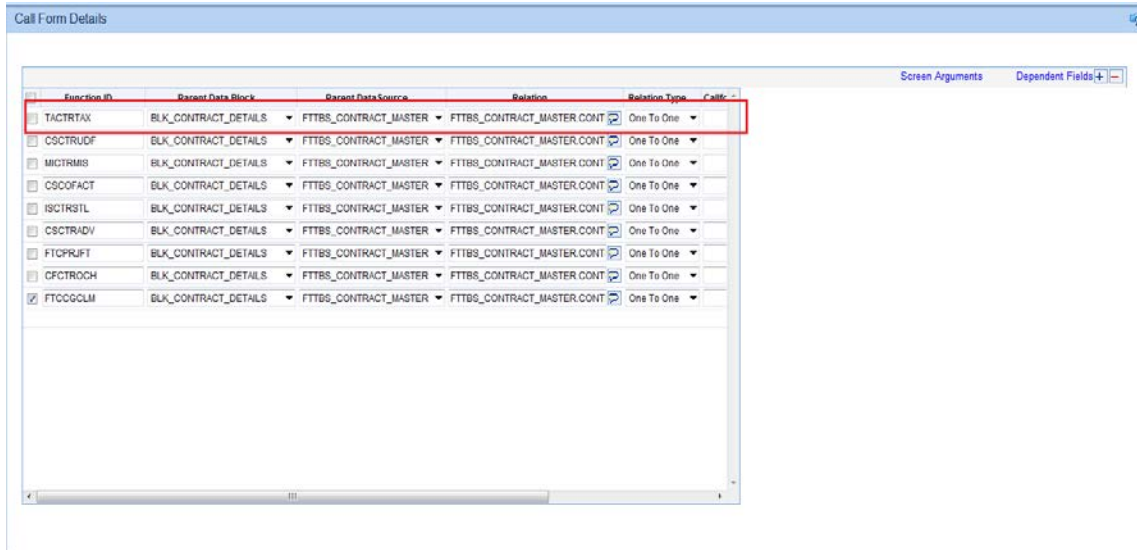 Call Form Details
Screen Arguments Dependent Fields + -
Function ID Parent Data Block Parent DataSource Relation Relation Type Callfc
TACTRTAX BLK_CONTRACT_DETAILS FTTBS_CONTRACT_MASTER FTTBS_CONTRACT_MASTER.CONT One To One
CSCTRUDF BLK_CONTRACT_DETAILS FTTBS_CONTRACT_MASTER FTTBS_CONTRACT_MASTER.CONT One To One
MICTRMIS BLK_CONTRACT_DETAILS FTTBS_CONTRACT_MASTER FTTBS_CONTRACT_MASTER.CONT One To One
CSCOFACT BLK_CONTRACT_DETAILS FTTBS_CONTRACT_MASTER FTTBS_CONTRACT_MASTER.CONT One To One
ISCTRSTL BLK_CONTRACT_DETAILS FTTBS_CONTRACT_MASTER FTTBS_CONTRACT_MASTER.CONT One To One
CSCTRADV BLK_CONTRACT_DETAILS FTTBS_CONTRACT_MASTER FTTBS_CONTRACT_MASTER.CONT One To One
FTCPRJFT BLK_CONTRACT_DETAILS FTTBS_CONTRACT_MASTER FTTBS_CONTRACT_MASTER.CONT One To One
CFCTROCH BLK_CONTRACT_DETAILS FTTBS_CONTRACT_MASTER FTTBS_CONTRACT_MASTER.CONT One To One
FTCCGCLM BLK_CONTRACT_DETAILS FTTBS_CONTRACT_MASTER FTTBS_CONTRACT_MASTER.CONT One To One